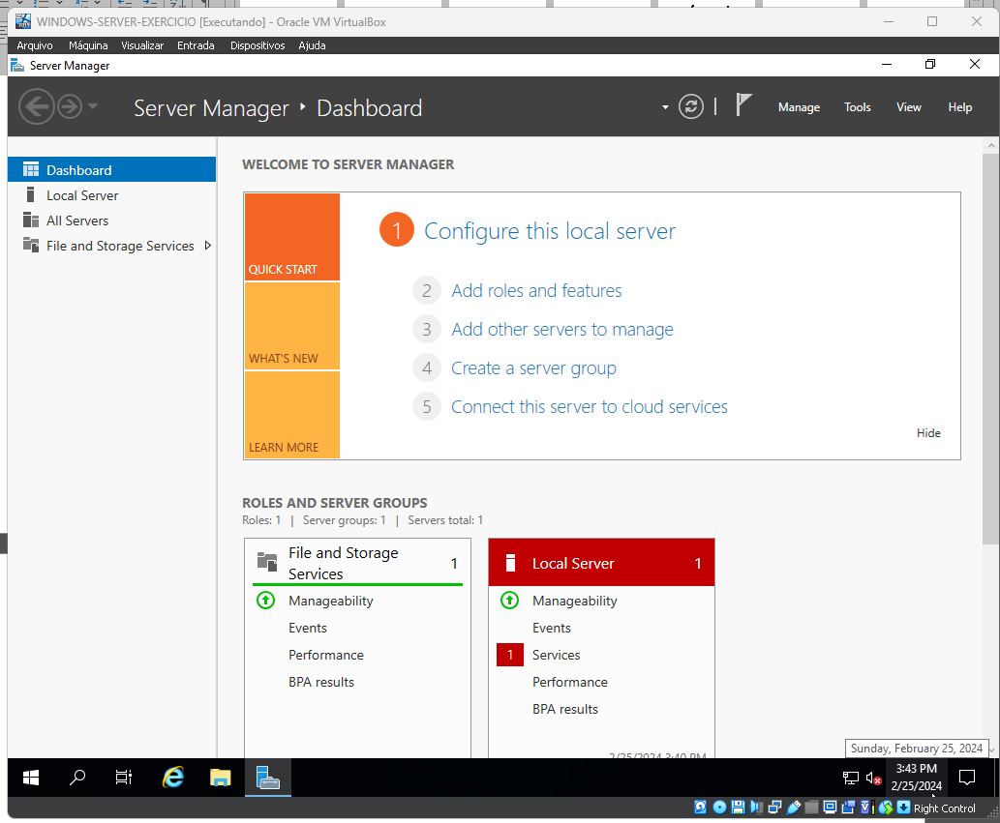 WINDOWS-SERVER-EXERCICIO [Executando] - Oracle VM VirtualBox
Arquivo Máquina Visualizar Entrada Dispositivos Ajuda
Server Manager
Server Manager Dashboard
Manage Tools View Help
Dashboard
Local Server
All Servers
File and Storage Services
WELCOME TO SERVER MANAGER
QUICK START
WHAT'S NEW
LEARN MORE
1 Configure this local server
2 Add roles and features
3 Add other servers to manage
4 Create a server group
5 Connect this server to cloud services
Hide
ROLES AND SERVER GROUPS
Roles: 1 | Server groups: 1 | Servers total: 1
File and Storage
Services 1
Manageability
Events
Performance
BPA results
Local Server 1
Manageability
Events
1 Services
Performance
BPA results
2/25/2024 3:40 PM
Sunday, February 25, 2024
3:43 PM
2/25/2024
Right Control